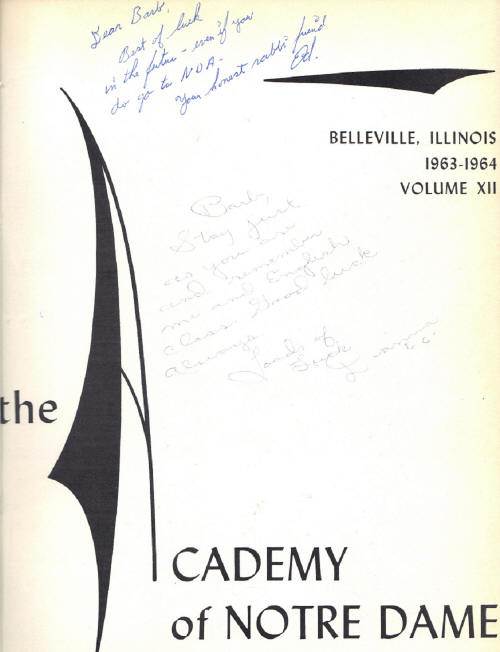 Dear Barb,
Best of luck
in the future - even if you
do go to NDA -
Your honest rabbi friend
Ed.
BELLEVILLE, ILLINOIS
1963-1964
VOLUME XII
Barb,
Stay just
as you are
and remember
me and English
class. Good luck
always
Loads of
Luck
the
ACADEMY
of NOTRE DAME